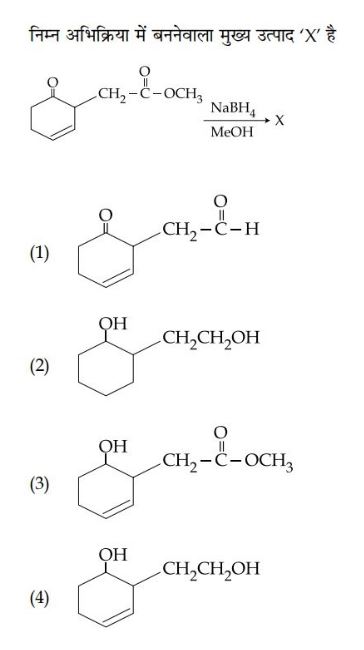 निम्न अभिक्रिया में बननेवाला मुख्य उत्पाद ‘X’ है
O
O
CH₂–C–OCH₃
NaBH₄
MeOH
X
(1)
O
O
CH₂–C–H
(2)
OH
CH₂CH₂OH
(3)
OH
O
CH₂–C–OCH₃
(4)
OH
CH₂CH₂OH